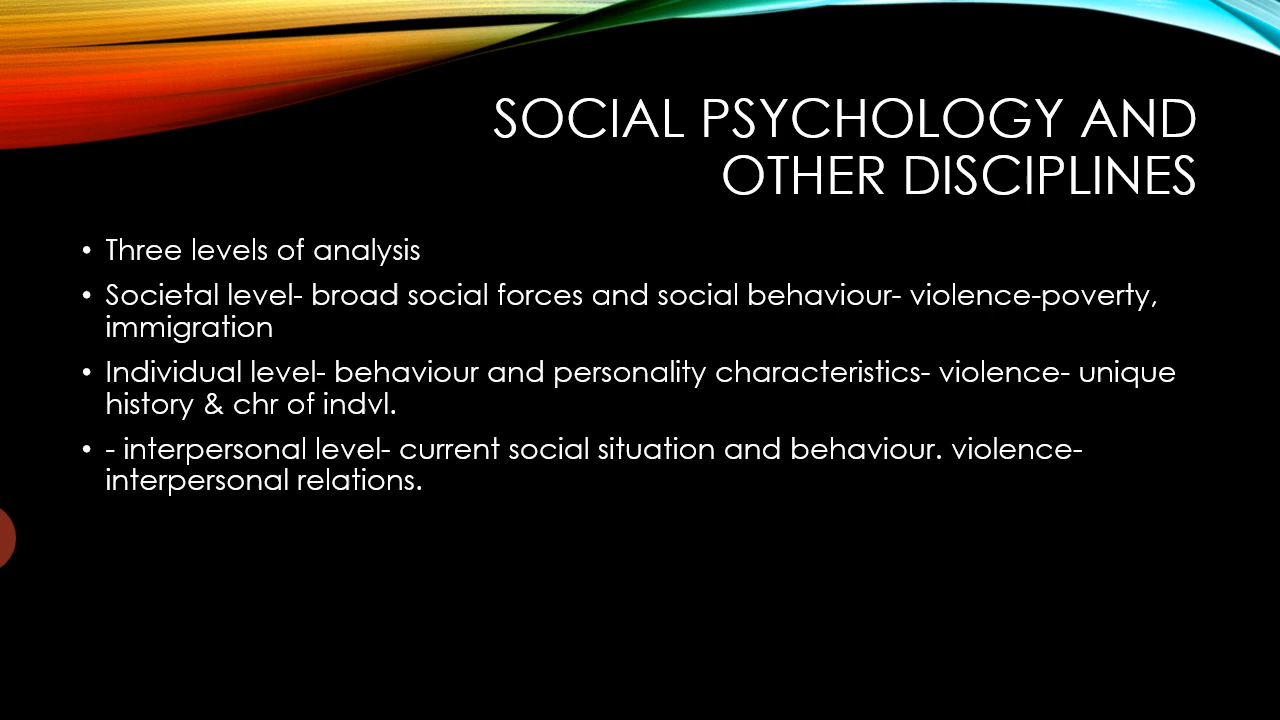 SOCIAL PSYCHOLOGY AND
OTHER DISCIPLINES
• Three levels of analysis
• Societal level- broad social forces and social behaviour- violence-poverty,
immigration
• Individual level- behaviour and personality characteristics- violence- unique
history & chr of indvl.
• - interpersonal level- current social situation and behaviour. violence-
interpersonal relations.